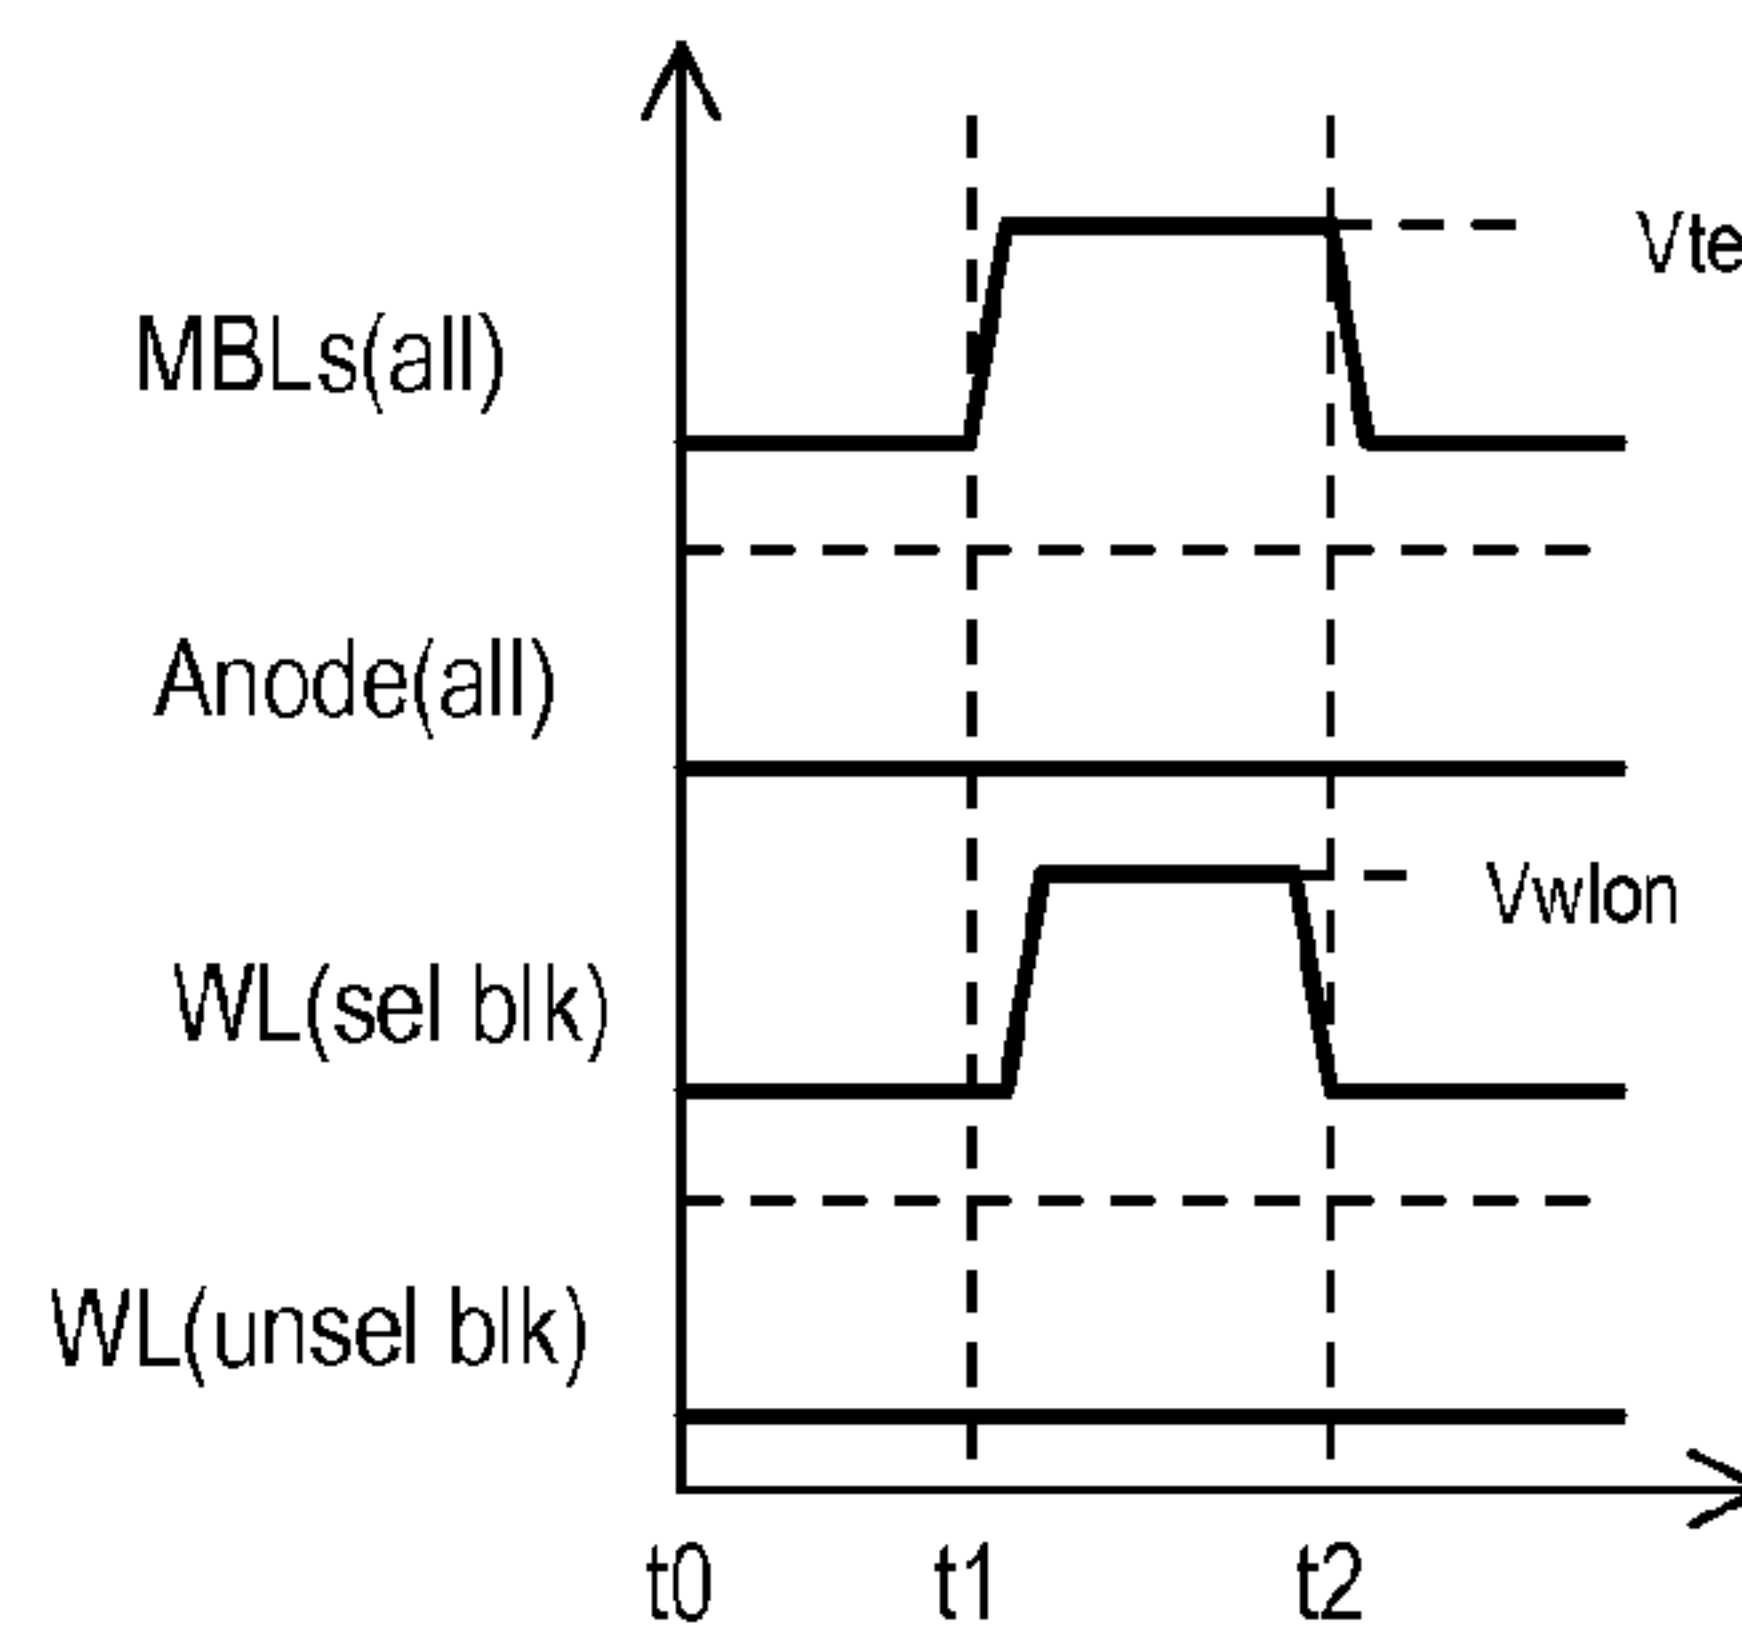 Vte
MBLs(all)
Anode(all)
Vwlon
WL(sel blk)
WL(unsel blk)
t0 t1 t2